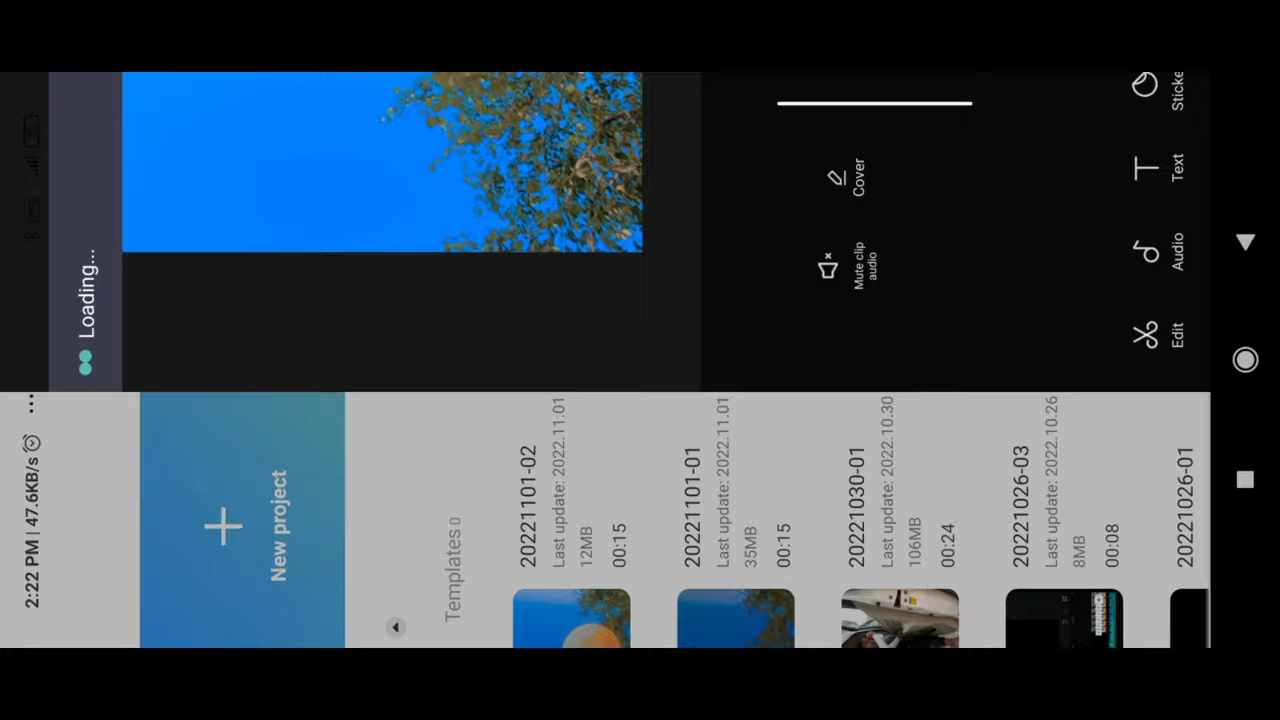 2:22 PM | 47.6KB/s
New project
Templates 0
20221101-02
Last update: 2022.11.01
12MB
00:15
20221101-01
Last update: 2022.11.01
35MB
00:15
20221030-01
Last update: 2022.10.30
106MB
00:24
20221026-03
Last update: 2022.10.26
8MB
00:08
20221026-01
Loading...
Mute clip
audio
Cover
Edit
Audio
Text
Sticke